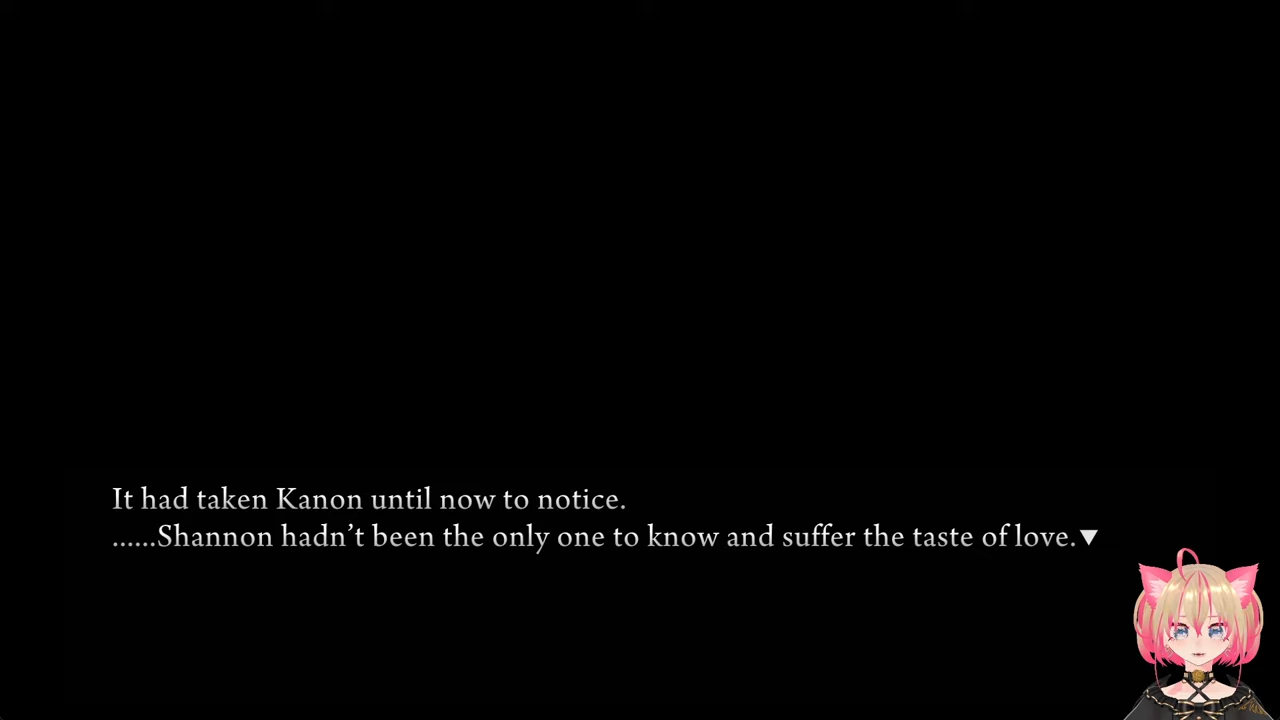 It had taken Kanon until now to notice.
......Shannon hadn't been the only one to know and suffer the taste of love.▼